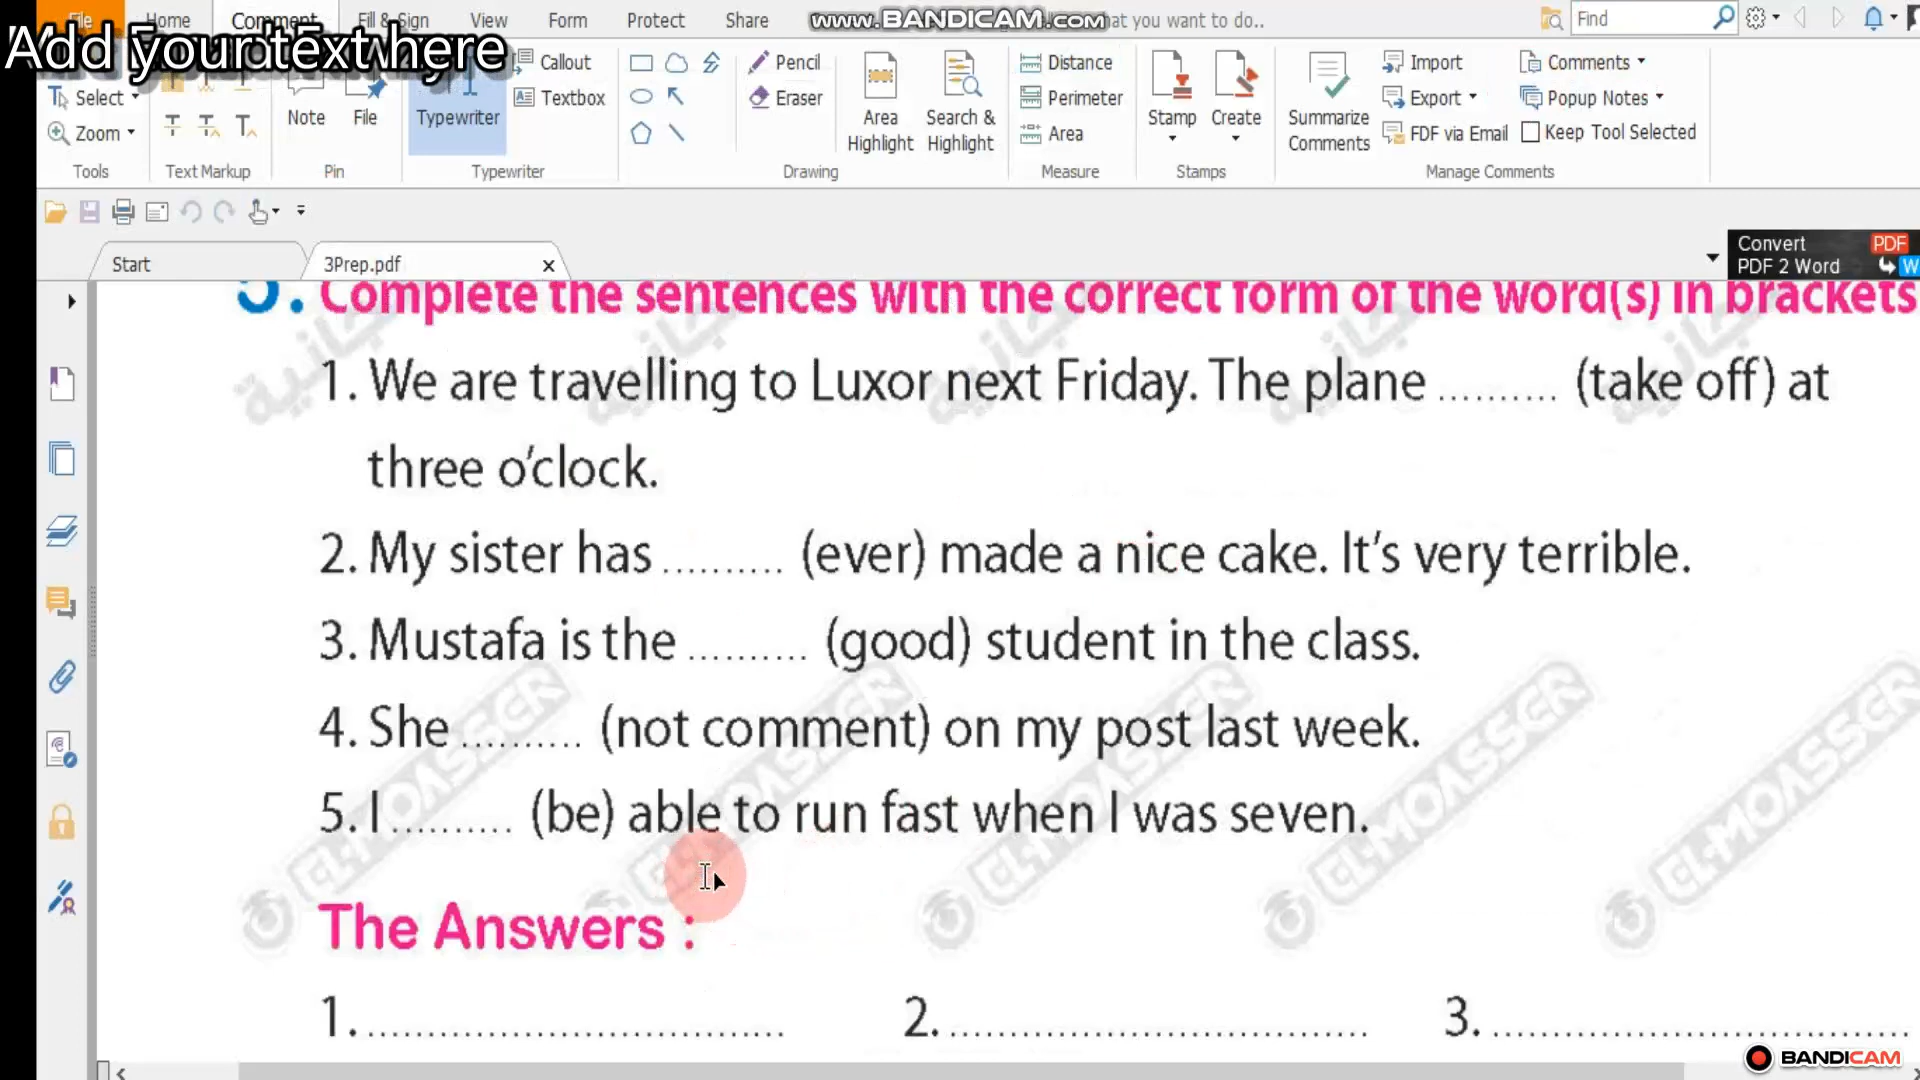 File Home Comment Fill & Sign View Form Protect Share www.BANDICAM.com hat you want to do.. Find
Add your text here
Select
Zoom
Tools
Text Markup
Note
File
Pin
Typewriter
Callout
Textbox
Typewriter
Pencil
Eraser
Area Highlight
Search & Highlight
Drawing
Distance
Perimeter
Area
Measure
Stamp
Create
Stamps
Summarize Comments
Import
Export
FDF via Email
Comments
Popup Notes
Keep Tool Selected
Manage Comments
Start
3Prep.pdf
Convert PDF
PDF 2 Word W
Complete the sentences with the correct form of the word(s) in brackets
1. We are travelling to Luxor next Friday. The plane .......... (take off) at
three o'clock.
2. My sister has .......... (ever) made a nice cake. It's very terrible.
3. Mustafa is the .......... (good) student in the class.
4. She .......... (not comment) on my post last week.
5. I .......... (be) able to run fast when I was seven.
The Answers :
1. ..................................
2. ..................................
3. ..................................
ELMOASSER
ELMOASSER
ELMOASSER
ELMOASSER
ELMOASSER
BANDICAM